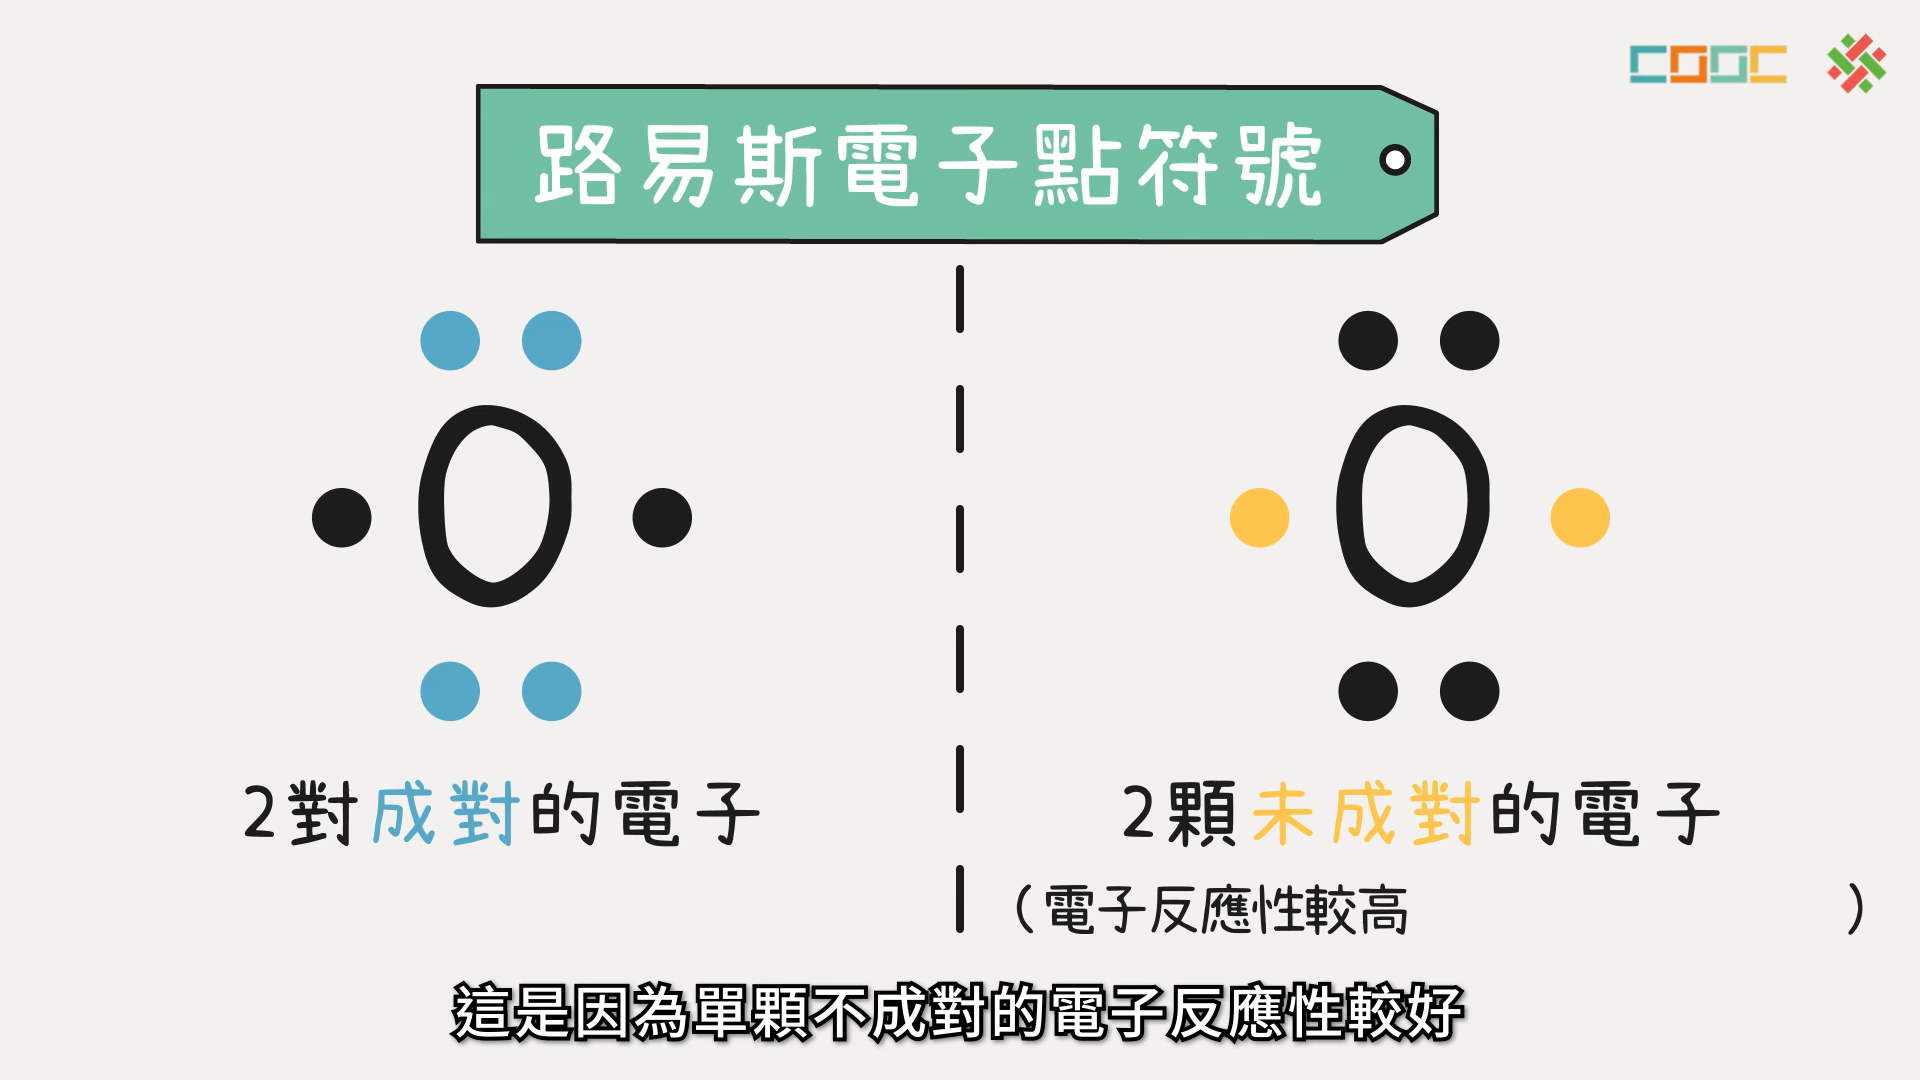 COOC
路易斯電子點符號
O
O
2對成對的電子
2顆未成對的電子
（電子反應性較高 ）
這是因為單顆不成對的電子反應性較好